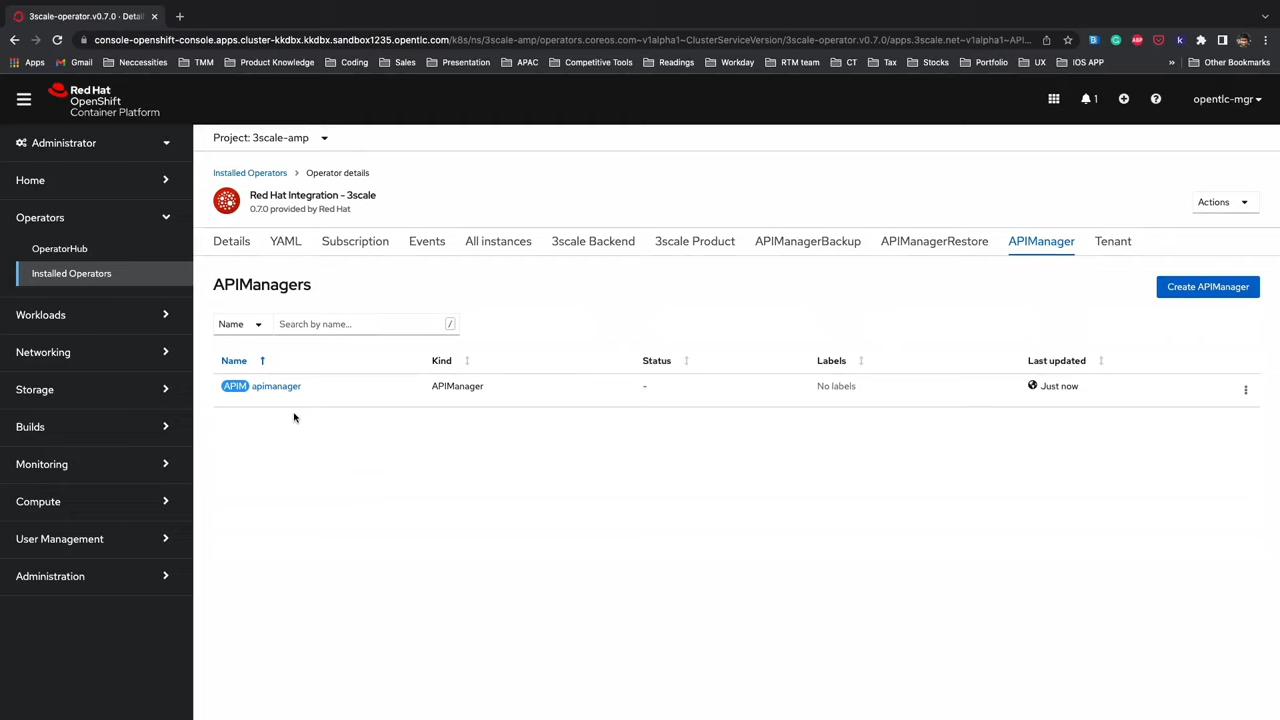 3scale-operator.v0.7.0 · Detai
console-openshift-console.apps.cluster-kkdbx.kkdbx.sandbox1235.opentlc.com/k8s/ns/3scale-amp/operators.coreos.com~v1alpha1~ClusterServiceVersion/3scale-operator.v0.7.0/apps.3scale.net~v1alpha1~API...
Apps Gmail Neccessities TMM Product Knowledge Coding Sales Presentation APAC Competitive Tools Readings Workday RTM team CT Tax Stocks Portfolio UX IOS APP » Other Bookmarks
Red Hat
OpenShift
Container Platform
1
opentlc-mgr
Administrator
Home
Operators
OperatorHub
Installed Operators
Workloads
Networking
Storage
Builds
Monitoring
Compute
User Management
Administration
Project: 3scale-amp
Installed Operators > Operator details
Red Hat Integration - 3scale
0.7.0 provided by Red Hat
Actions
Details YAML Subscription Events All instances 3scale Backend 3scale Product APIManagerBackup APIManagerRestore APIManager Tenant
APIManagers
Create APIManager
Name Search by name... /
Name Kind Status Labels Last updated
APIM apimanager APIManager - No labels Just now